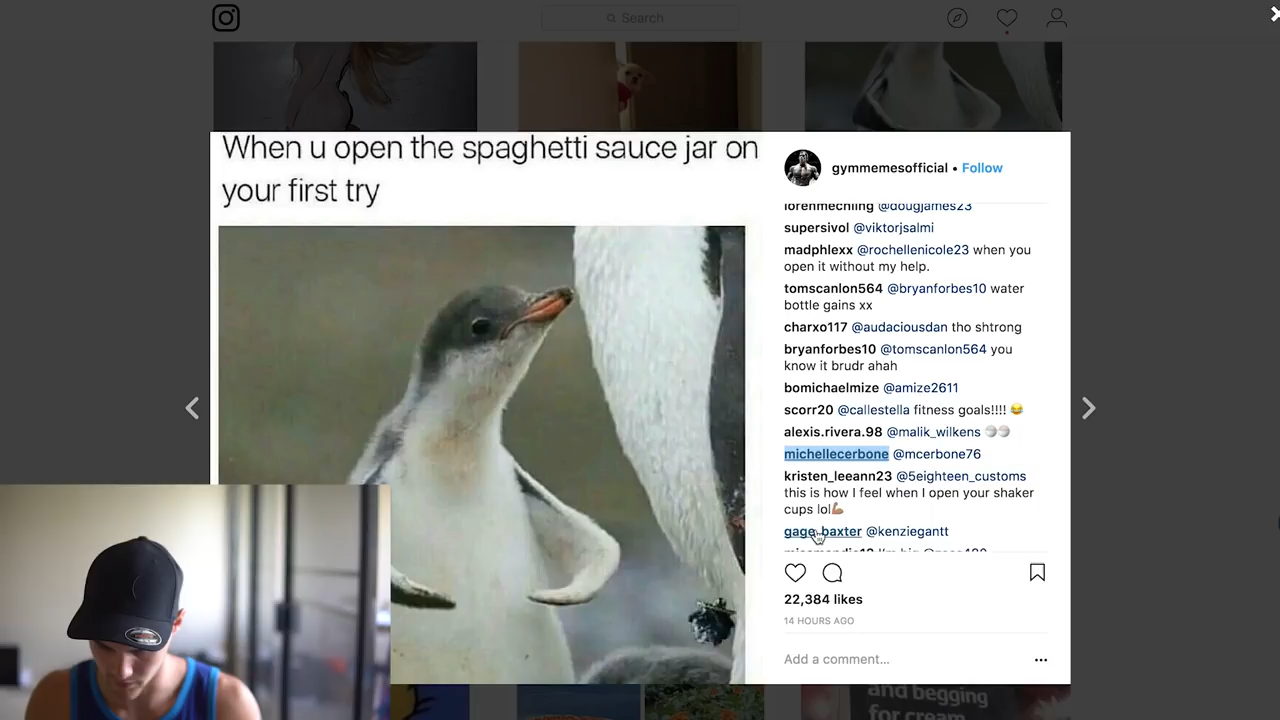 Search
When u open the spaghetti sauce jar on
your first try
gymmemesofficial • Follow
lorenmechling @dougjames23
supersivol @viktorjsalmi
madphlexx @rochellenicole23 when you
open it without my help.
tomscanlon564 @bryanforbes10 water
bottle gains xx
charxo117 @audaciousdan tho shtrong
bryanforbes10 @tomscanlon564 you
know it brudr ahah
bomichaelmize @amize2611
scorr20 @callestella fitness goals!!!! 😂
alexis.rivera.98 @malik_wilkens ⚾⚾
michellecerbone @mcerbone76
kristen_leeann23 @5eighteen_customs
this is how I feel when I open your shaker
cups lol💪🏽
gage_baxter @kenziegantt
22,384 likes
14 HOURS AGO
Add a comment...
and begging
for cream